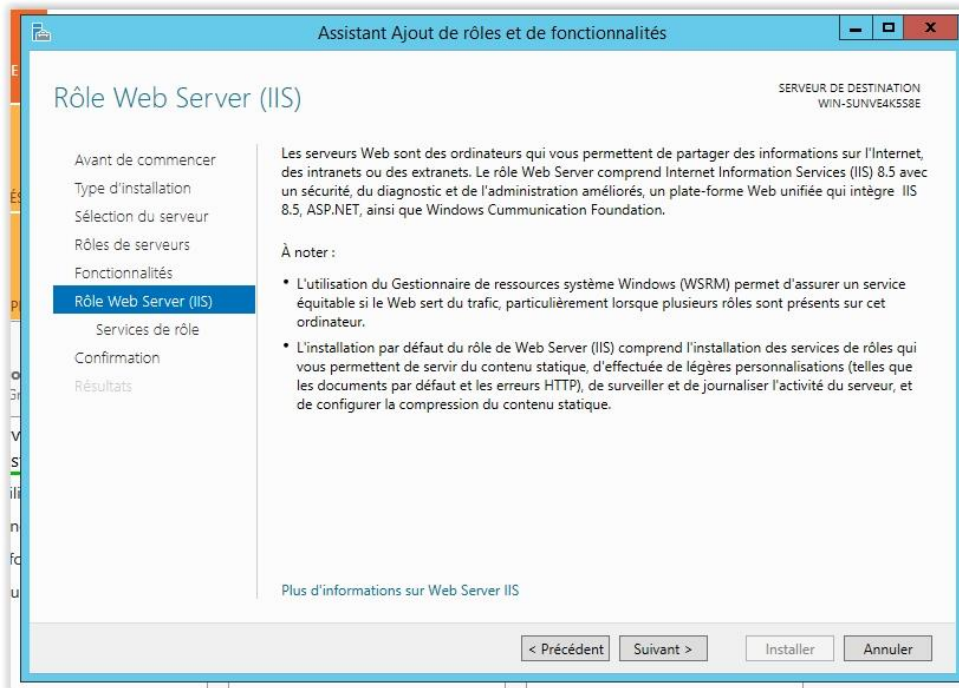 Assistant Ajout de rôles et de fonctionnalités
Rôle Web Server (IIS)
SERVEUR DE DESTINATION
WIN-SUNVE4K5S8E
Avant de commencer
Type d'installation
Sélection du serveur
Rôles de serveurs
Fonctionnalités
Rôle Web Server (IIS)
Services de rôle
Confirmation
Résultats
Les serveurs Web sont des ordinateurs qui vous permettent de partager des informations sur l'Internet,
des intranets ou des extranets. Le rôle Web Server comprend Internet Information Services (IIS) 8.5 avec
un sécurité, du diagnostic et de l'administration améliorés, un plate-forme Web unifiée qui intègre IIS
8.5, ASP.NET, ainsi que Windows Cummunication Foundation.
À noter :
• L'utilisation du Gestionnaire de ressources système Windows (WSRM) permet d'assurer un service
équitable si le Web sert du trafic, particulièrement lorsque plusieurs rôles sont présents sur cet
ordinateur.
• L'installation par défaut du rôle de Web Server (IIS) comprend l'installation des services de rôles qui
vous permettent de servir du contenu statique, d'effectuée de légères personnalisations (telles que
les documents par défaut et les erreurs HTTP), de surveiller et de journaliser l'activité du serveur, et
de configurer la compression du contenu statique.
Plus d'informations sur Web Server IIS
< Précédent
Suivant >
Installer
Annuler